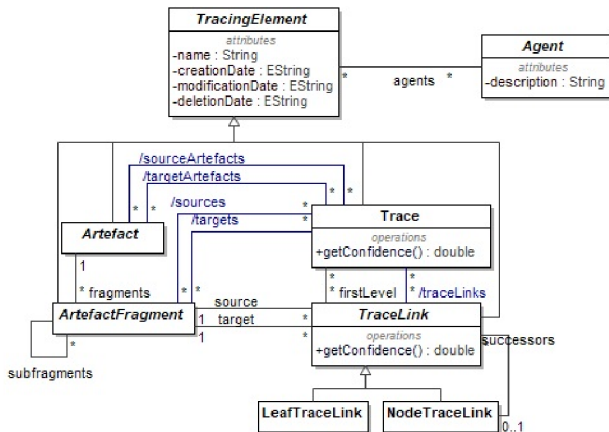 TracingElement
attributes
-name : String
-creationDate : EString
-modificationDate : EString
-deletionDate : EString
Agent
attributes
-description : String
* agents *
/sourceArtefacts
/targetArtefacts
/sources
/targets
* *
* *
*
*
Artefact
Trace
operations
+getConfidence() : double
1
* fragments
* *
* firstLevel * /traceLinks
ArtefactFragment
source
1 target *
1 *
TraceLink
operations
+getConfidence() : double
*
subfragments
successors
*
LeafTraceLink
NodeTraceLink
0..1